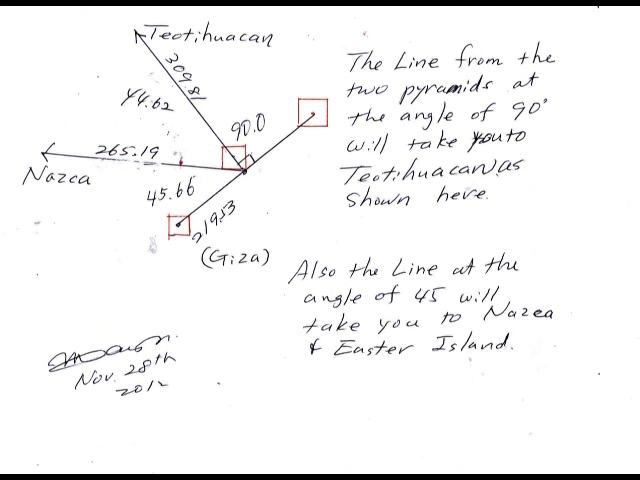 Teotihuacan
309.81
44.62
90.0
265.19
Nazca
45.66
219.53
(Giza)
The Line from the
two pyramids at
the angle of 90°
will take you to
Teotihuacan as
shown here.
Also the Line at the
angle of 45 will
take you to Nazca
& Easter Island.
Nov. 28th
2012